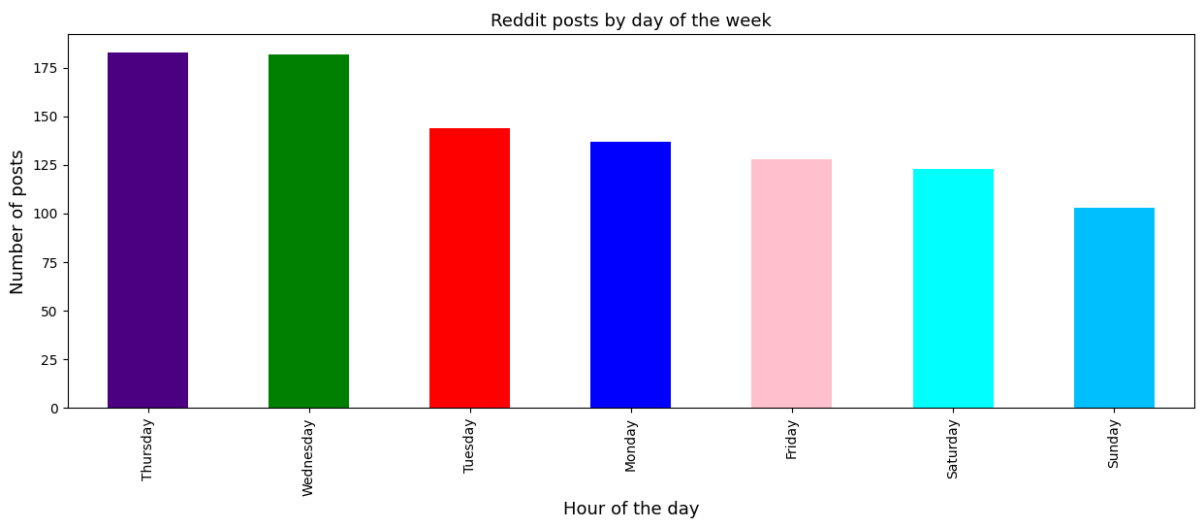 Reddit posts by day of the week
Number of posts
175
150
125
100
75
50
25
0
Thursday
Wednesday
Tuesday
Monday
Friday
Saturday
Sunday
Hour of the day